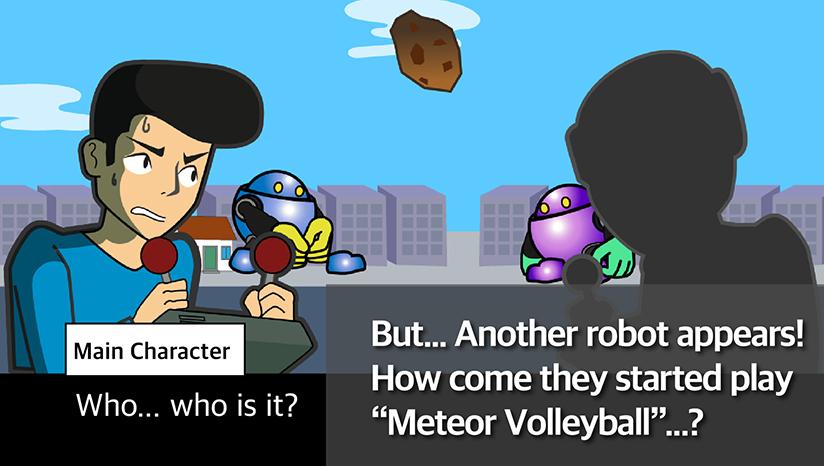 Main Character
Who... who is it?
But... Another robot appears!
How come they started play
“Meteor Volleyball”...?